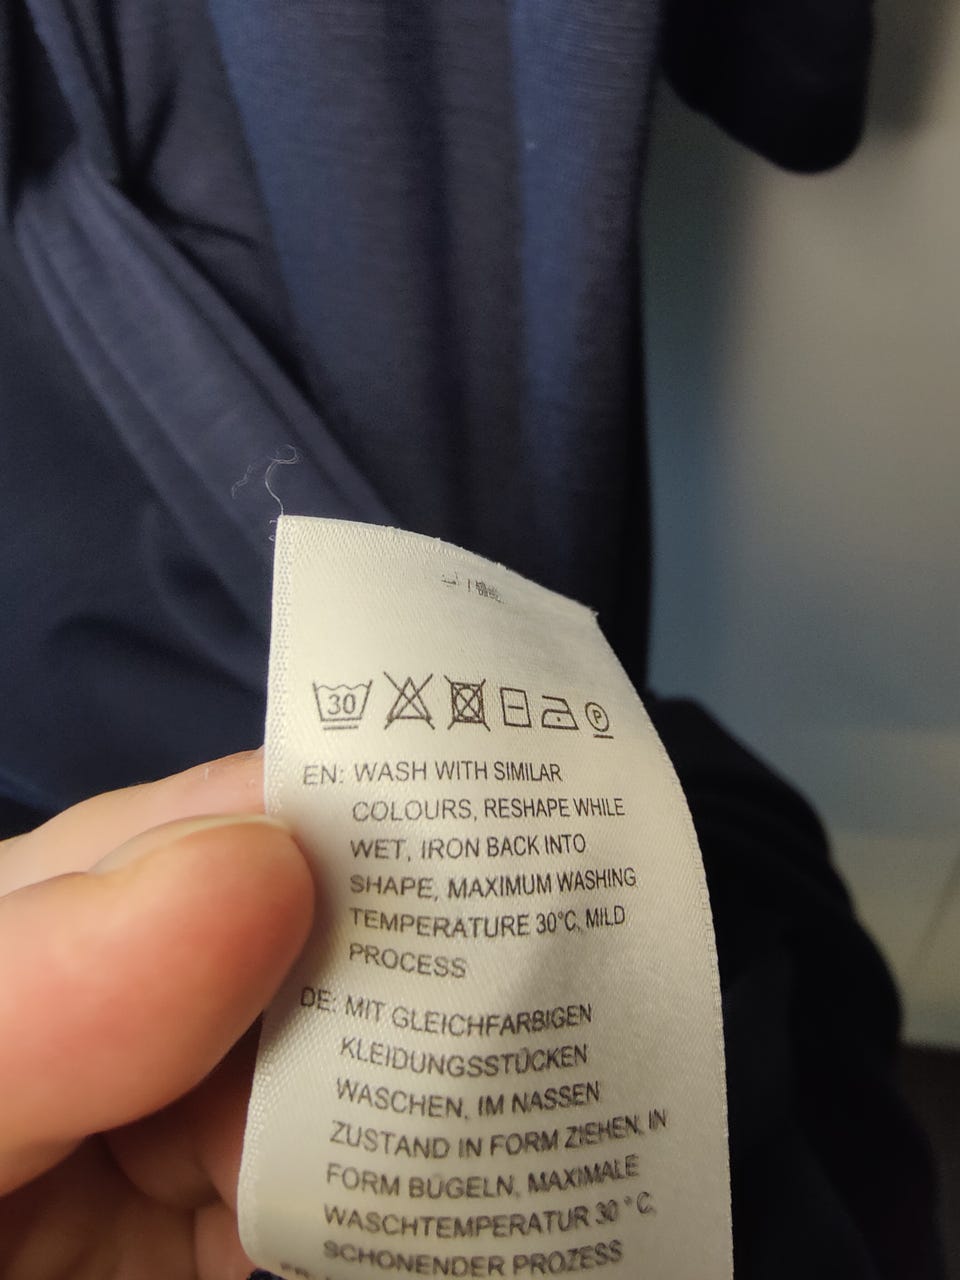 30
P
EN: WASH WITH SIMILAR
COLOURS, RESHAPE WHILE
WET, IRON BACK INTO
SHAPE, MAXIMUM WASHING
TEMPERATURE 30°C, MILD
PROCESS
DE: MIT GLEICHFARBIGEN
KLEIDUNGSSTÜCKEN
WASCHEN, IM NASSEN
ZUSTAND IN FORM ZIEHEN, IN
FORM BÜGELN, MAXIMALE
WASCHTEMPERATUR 30 °C,
SCHONENDER PROZESS